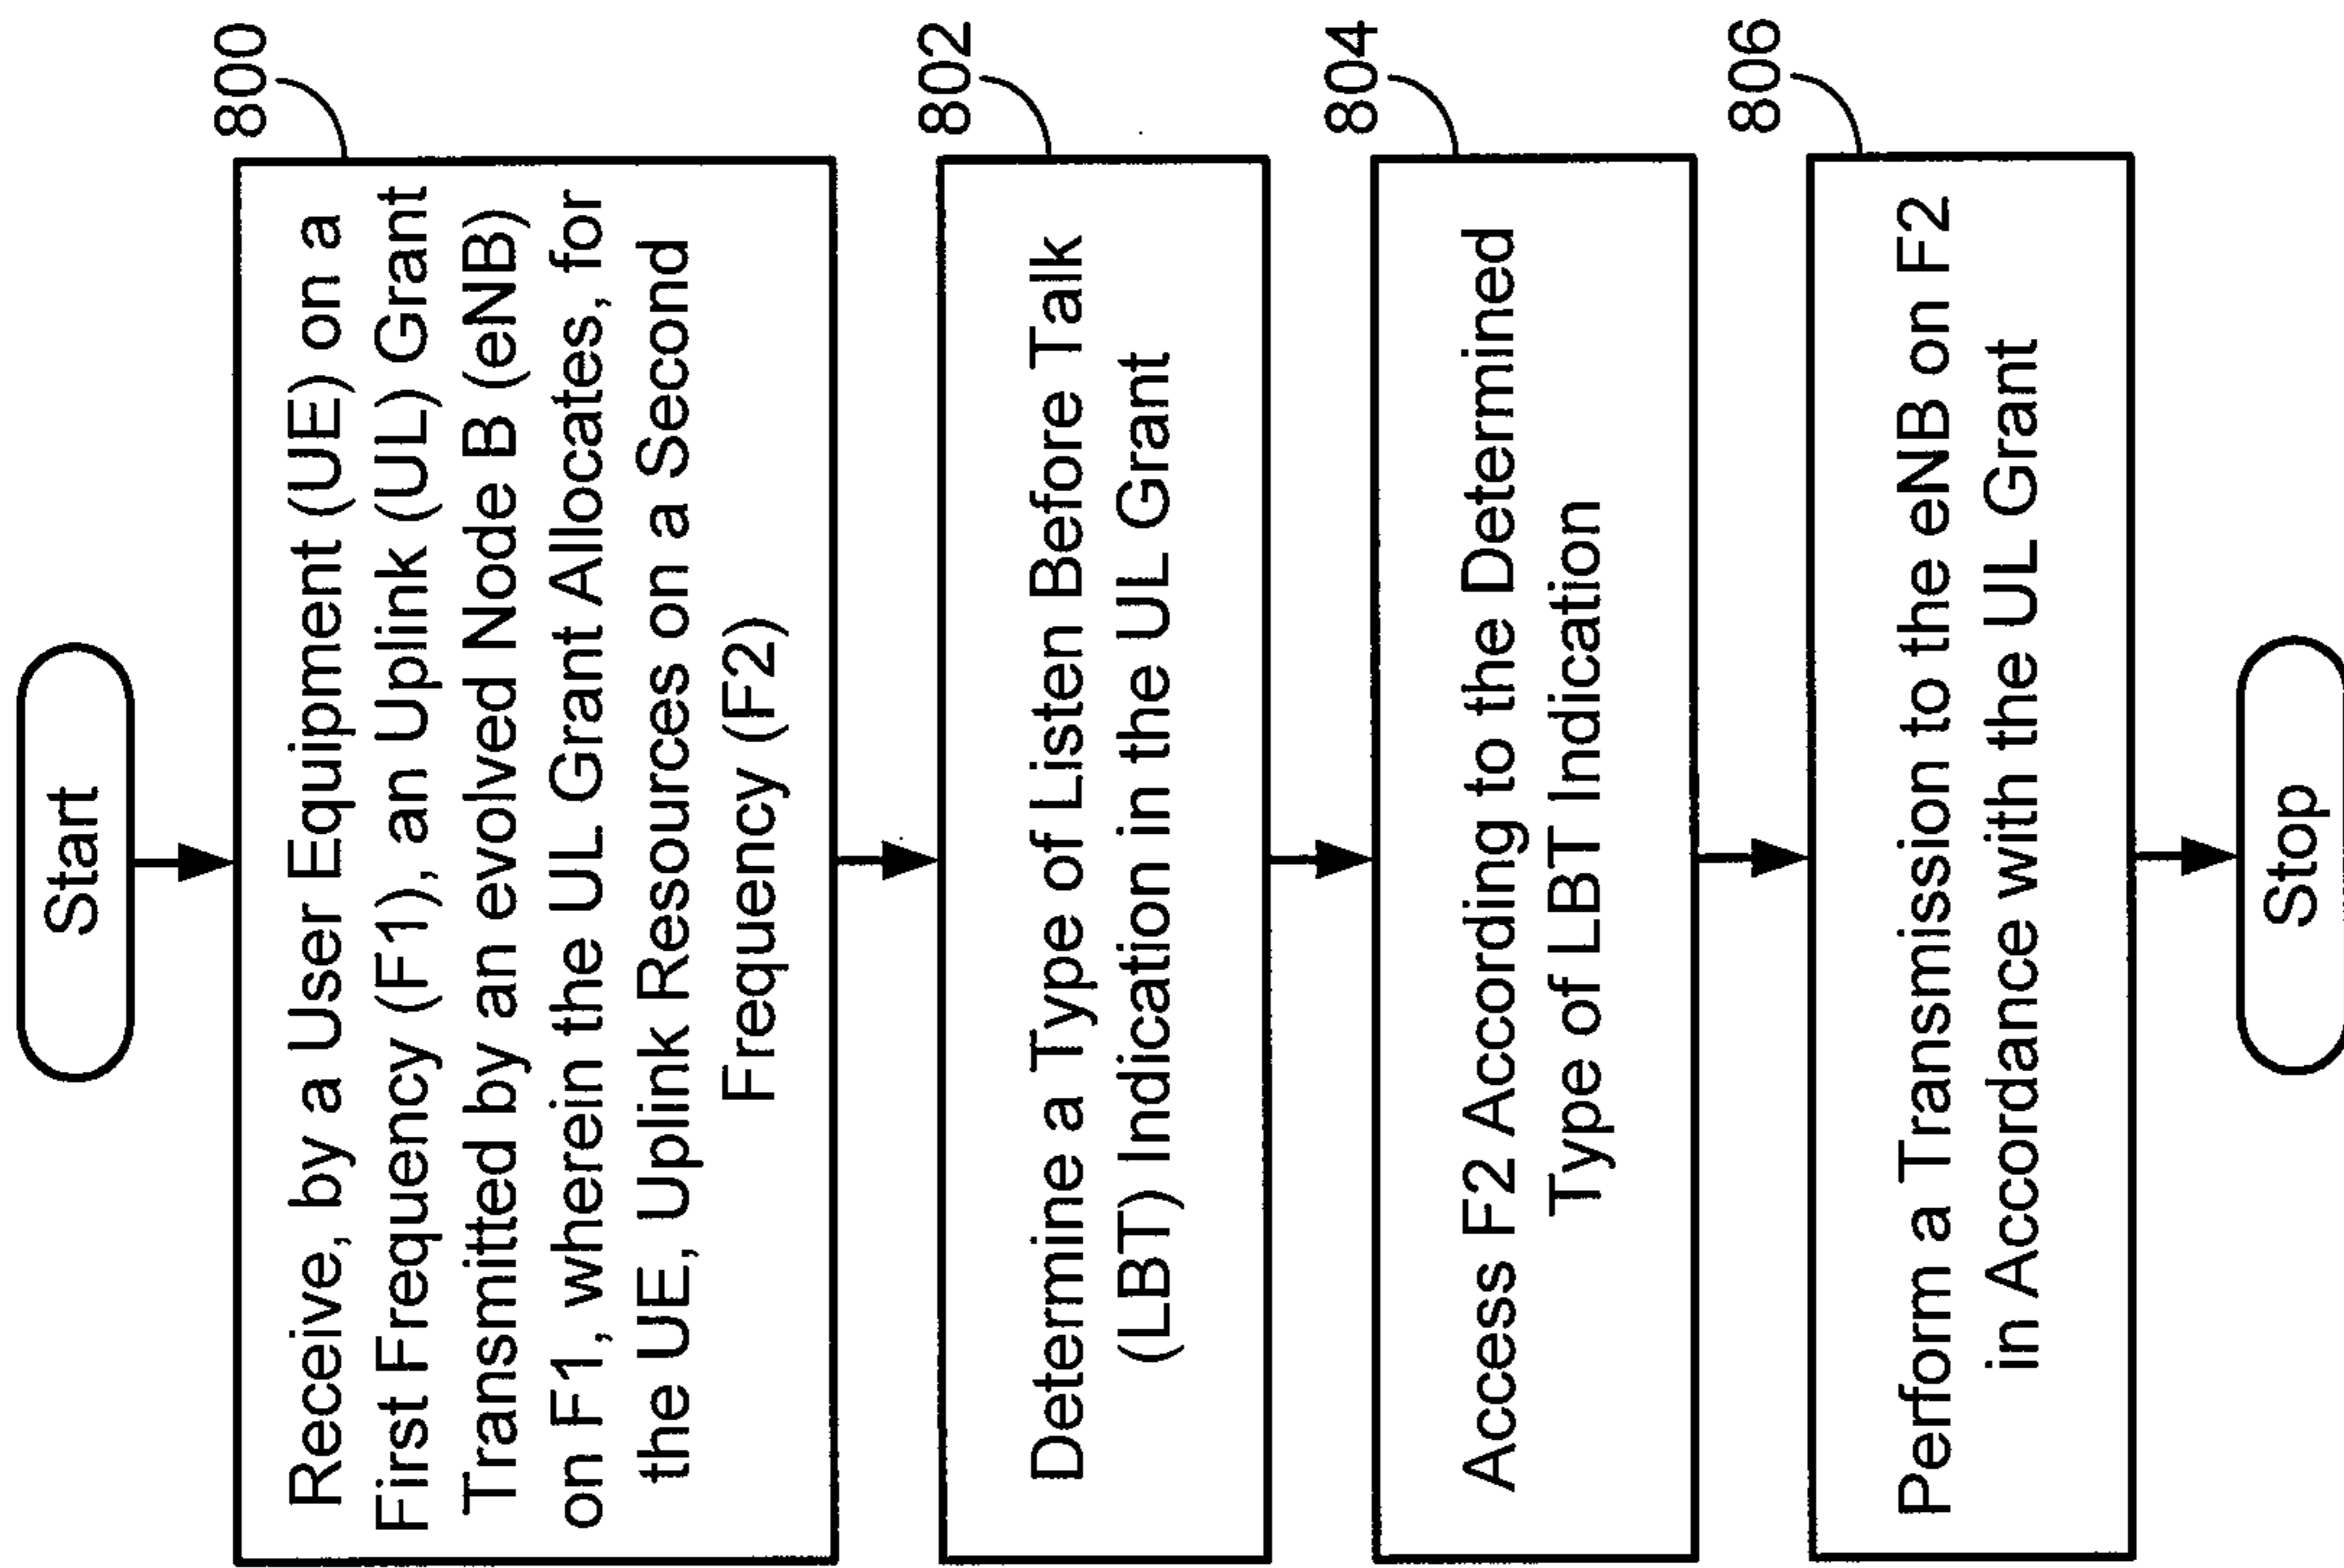 Start
800
Receive, by a User Equipment (UE) on a
First Frequency (F1), an Uplink (UL) Grant
Transmitted by an evolved Node B (eNB)
on F1, wherein the UL Grant Allocates, for
the UE, Uplink Resources on a Second
Frequency (F2)
802
Determine a Type of Listen Before Talk
(LBT) Indication in the UL Grant
804
Access F2 According to the Determined
Type of LBT Indication
806
Perform a Transmission to the eNB on F2
in Accordance with the UL Grant
Stop